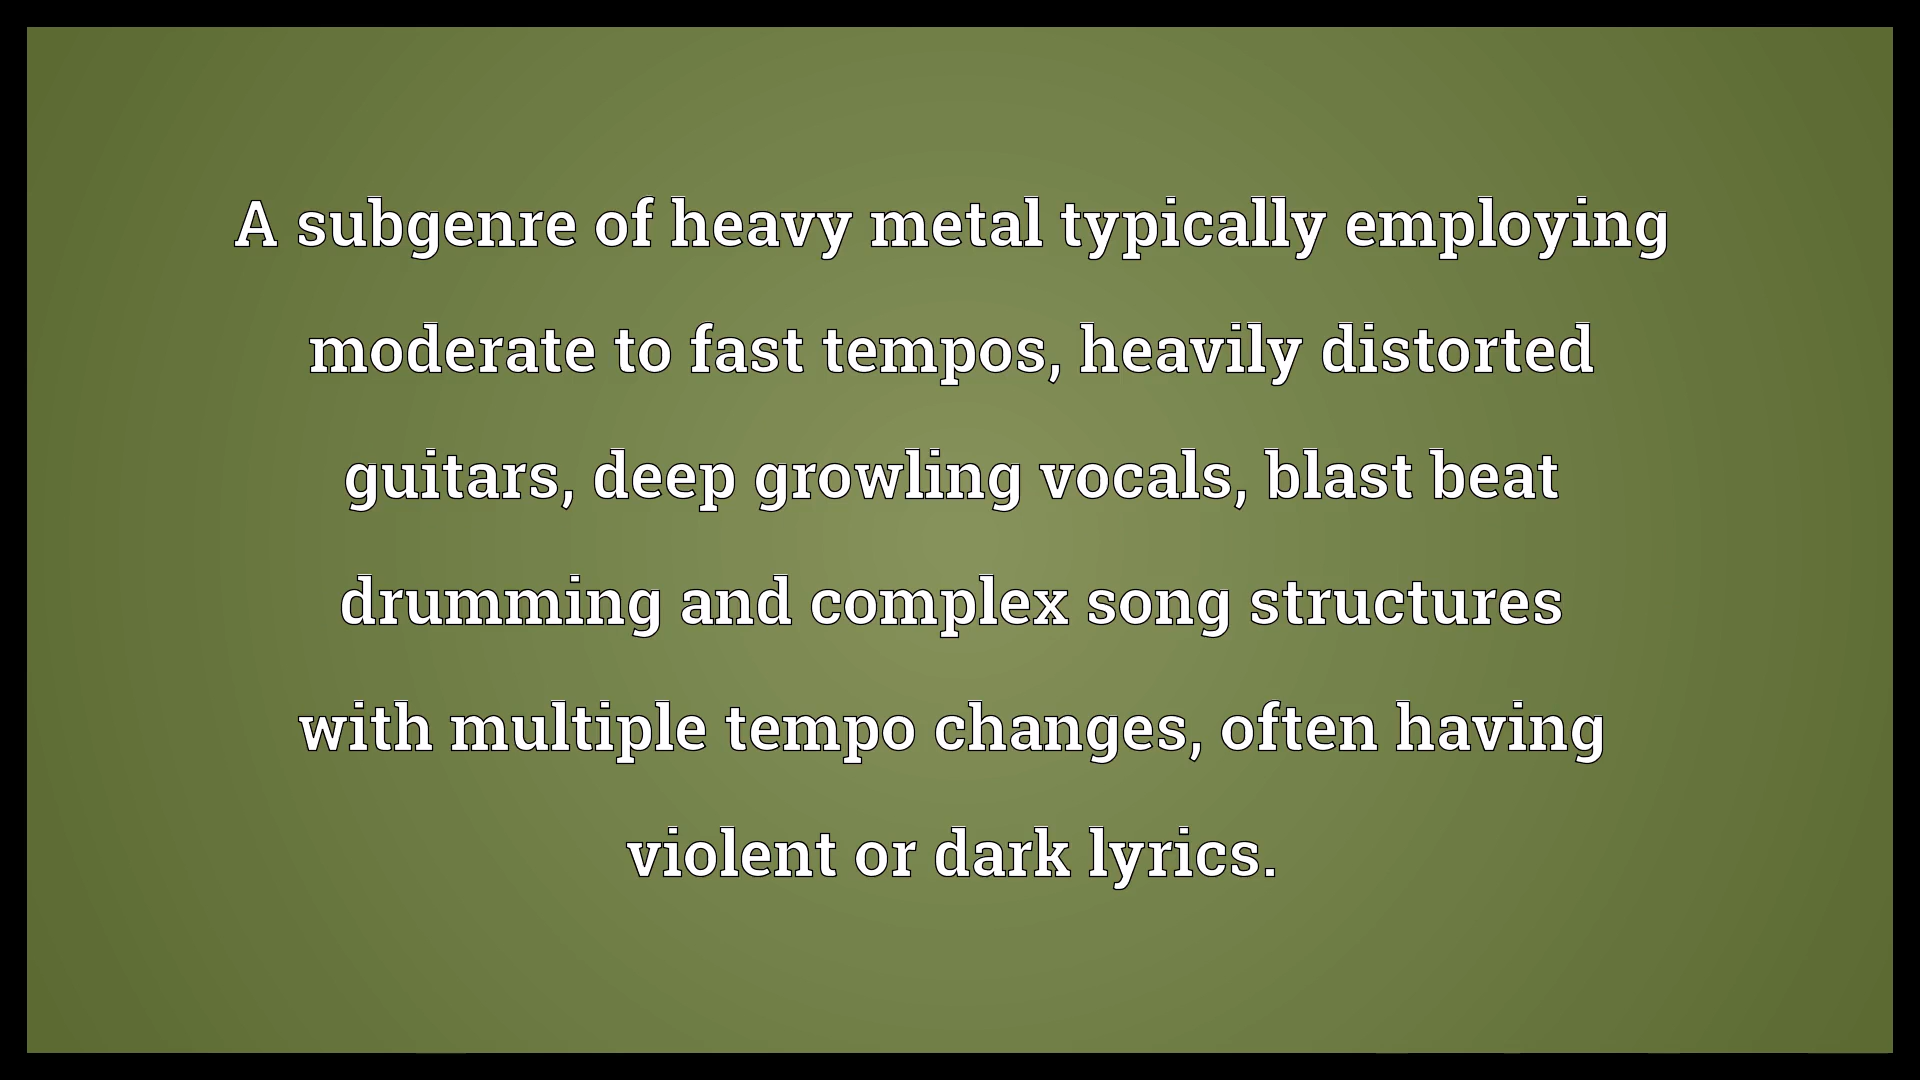 A subgenre of heavy metal typically employing
moderate to fast tempos, heavily distorted
guitars, deep growling vocals, blast beat
drumming and complex song structures
with multiple tempo changes, often having
violent or dark lyrics.